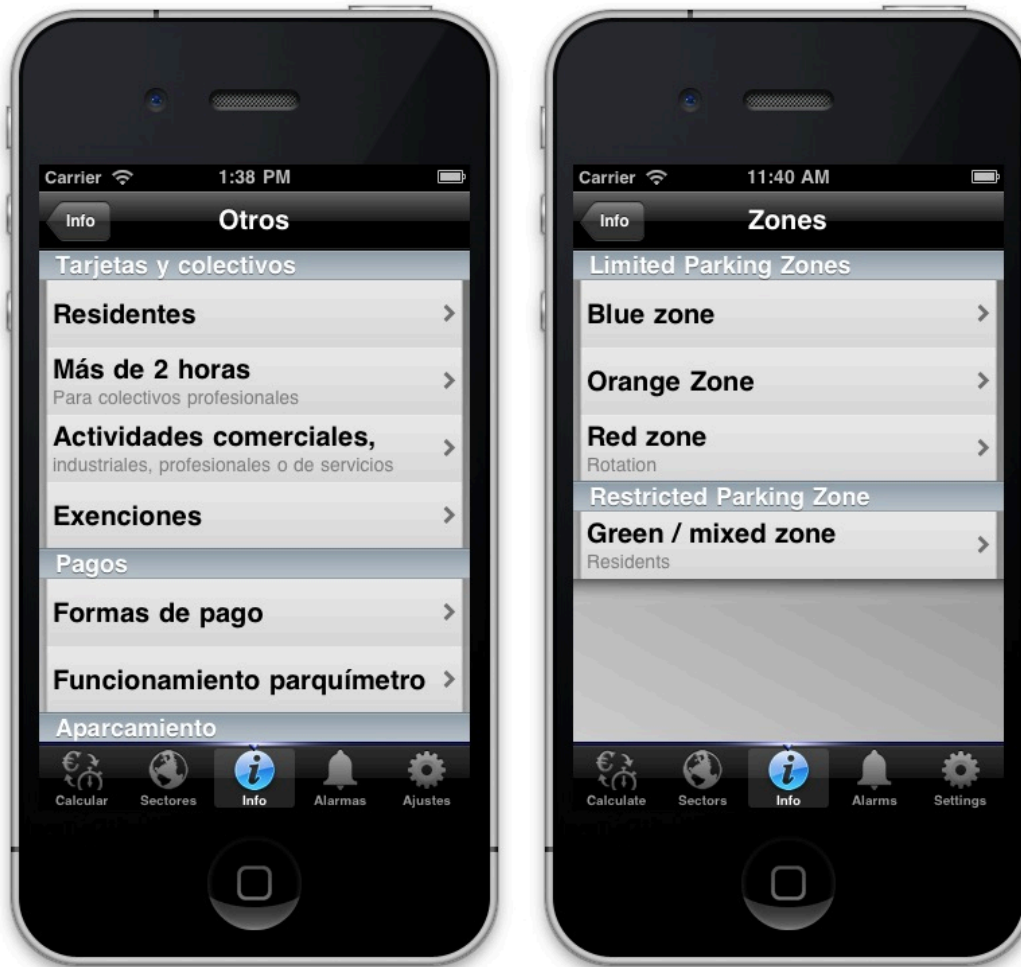 Carrier
1:38 PM
Info
Otros
Tarjetas y colectivos
Residentes
Más de 2 horas
Para colectivos profesionales
Actividades comerciales,
industriales, profesionales o de servicios
Exenciones
Pagos
Formas de pago
Funcionamiento parquímetro
Aparcamiento
Calcular
Sectores
Info
Alarmas
Ajustes
Carrier
11:40 AM
Info
Zones
Limited Parking Zones
Blue zone
Orange Zone
Red zone
Rotation
Restricted Parking Zone
Green / mixed zone
Residents
Calculate
Sectors
Info
Alarms
Settings